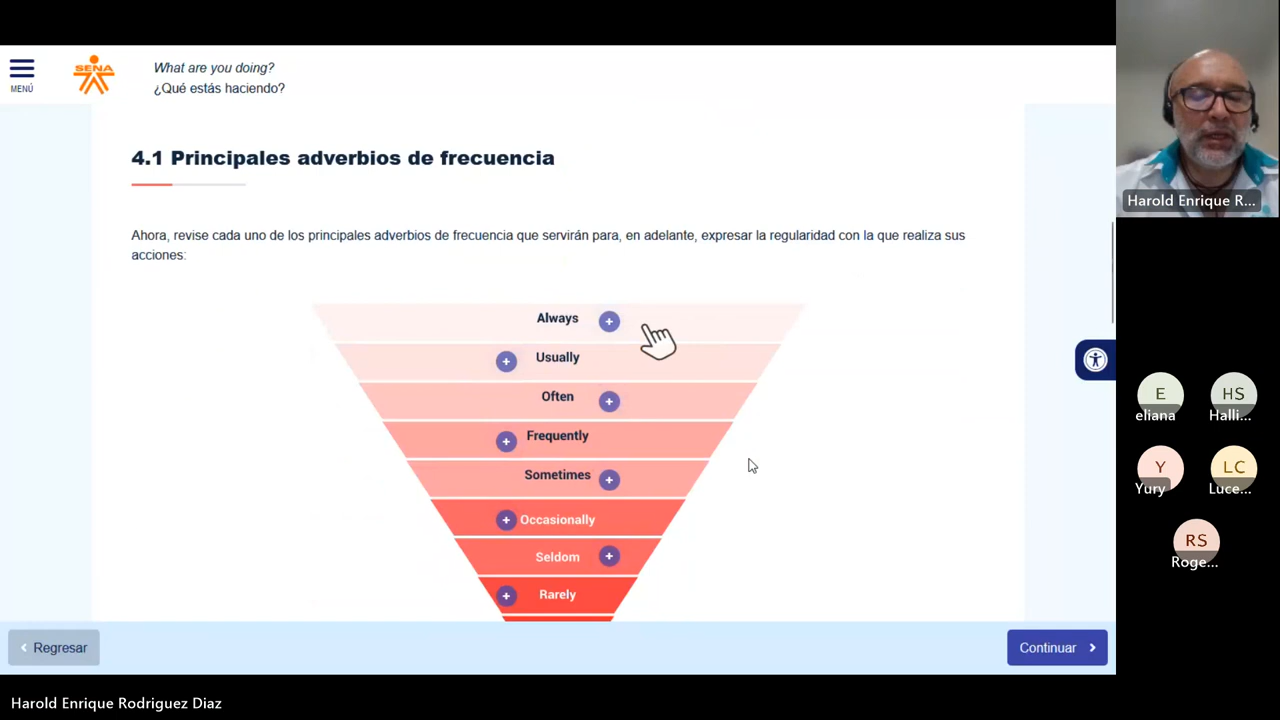 MENÚ
SENA
What are you doing?
¿Qué estás haciendo?
4.1 Principales adverbios de frecuencia
Ahora, revise cada uno de los principales adverbios de frecuencia que servirán para, en adelante, expresar la regularidad con la que realiza sus
acciones:
Always
Usually
Often
Frequently
Sometimes
Occasionally
Seldom
Rarely
Regresar
Continuar
Harold Enrique R...
E
eliana
HS
Halli...
Y
Yury
LC
Luce...
RS
Roge...
Harold Enrique Rodriguez Diaz